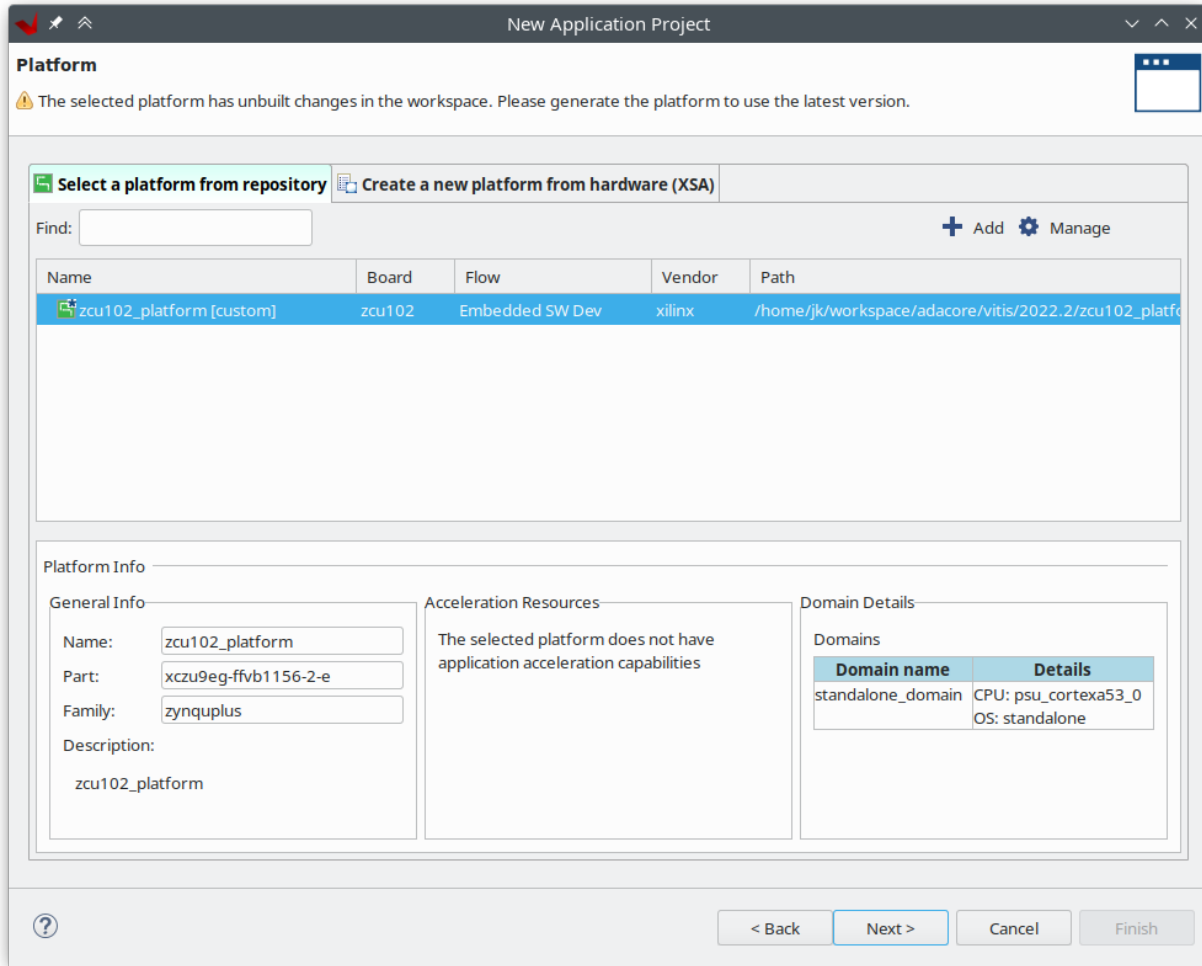 New Application Project
Platform
The selected platform has unbuilt changes in the workspace. Please generate the platform to use the latest version.
Select a platform from repository
Create a new platform from hardware (XSA)
Find:
Add
Manage
Name Board Flow Vendor Path
zcu102_platform [custom] zcu102 Embedded SW Dev xilinx /home/jk/workspace/adacore/vitis/2022.2/zcu102_platfo
Platform Info
General Info
Name: zcu102_platform
Part: xczu9eg-ffvb1156-2-e
Family: zynquplus
Description:
zcu102_platform
Acceleration Resources
The selected platform does not have
application acceleration capabilities
Domain Details
Domains
Domain name Details
standalone_domain CPU: psu_cortexa53_0
OS: standalone
? < Back Next > Cancel Finish